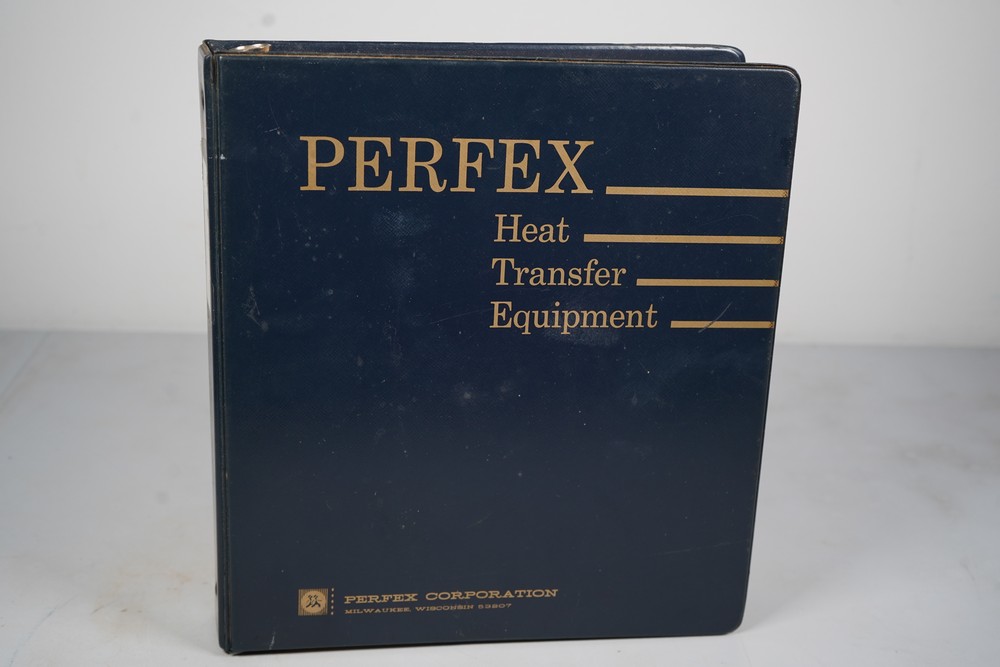 PERFEX
Heat
Transfer
Equipment
PERFEX CORPORATION
MILWAUKEE, WISCONSIN 53207